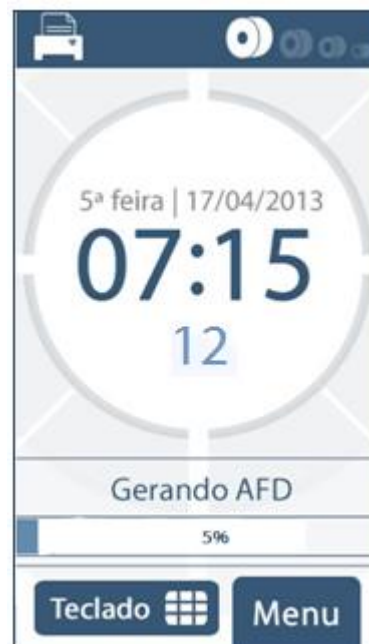 5ª feira | 17/04/2013
07:15
12
Gerando AFD
5%
Teclado
Menu